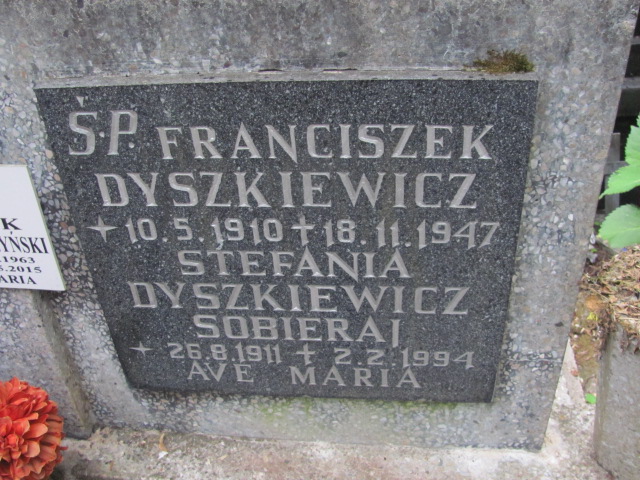 Ś.P. FRANCISZEK
DYSZKIEWICZ
10.5.1910 + 18.11.1947
STEFANIA
DYSZKIEWICZ
SOBIERAJ
26.8.1911 + 2.2.1994
AVE MARIA